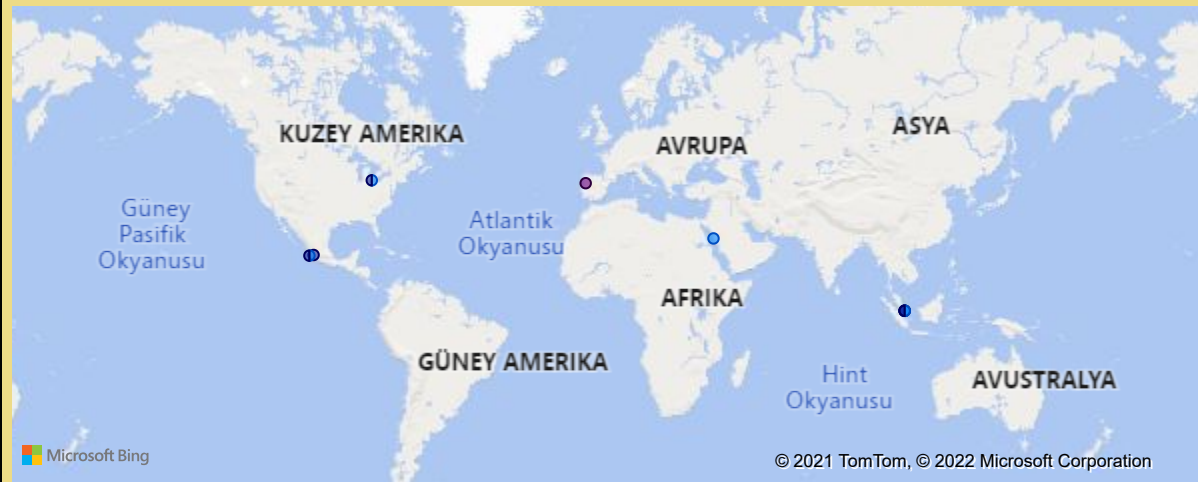 KUZEY AMERIKA
AVRUPA
ASYA
Güney
Pasifik
Okyanusu
Atlantik
Okyanusu
AFRIKA
GÜNEY AMERIKA
Hint
Okyanusu
AVUSTRALYA
Microsoft Bing
© 2021 TomTom, © 2022 Microsoft Corporation